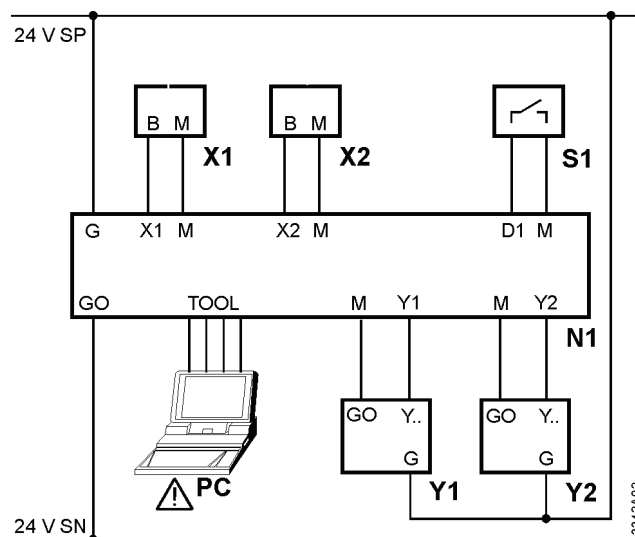 24 V SP
B M
X1
B M
X2
S1
G X1 M X2 M D1 M
GO TOOL M Y1 M Y2
N1
GO Y..
G
Y1
GO Y..
G
Y2
PC
24 V SN